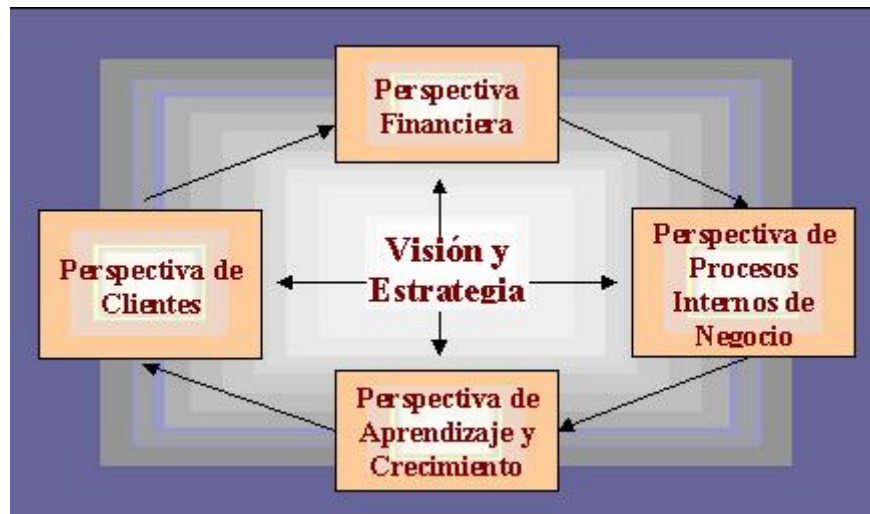 Perspectiva
Financiera
Perspectiva de
Clientes
Visión y
Estrategia
Perspectiva de
Procesos
Internos de
Negocio
Perspectiva de
Aprendizaje y
Crecimiento